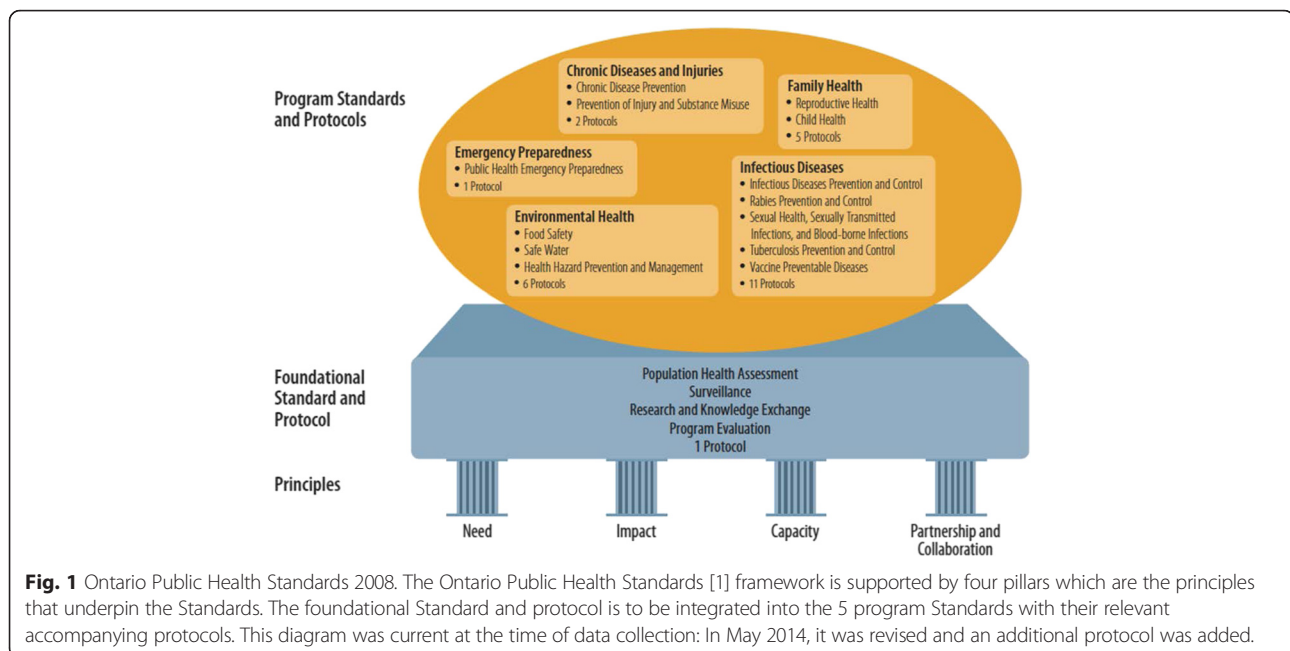 Program Standards
and Protocols
Chronic Diseases and Injuries
• Chronic Disease Prevention
• Prevention of Injury and Substance Misuse
• 2 Protocols
Family Health
• Reproductive Health
• Child Health
• 5 Protocols
Emergency Preparedness
• Public Health Emergency Preparedness
• 1 Protocol
Infectious Diseases
• Infectious Diseases Prevention and Control
• Rabies Prevention and Control
• Sexual Health, Sexually Transmitted
Infections, and Blood-borne Infections
• Tuberculosis Prevention and Control
• Vaccine Preventable Diseases
• 11 Protocols
Environmental Health
• Food Safety
• Safe Water
• Health Hazard Prevention and Management
• 6 Protocols
Foundational
Standard and
Protocol
Population Health Assessment
Surveillance
Research and Knowledge Exchange
Program Evaluation
1 Protocol
Principles
Need
Impact
Capacity
Partnership and
Collaboration
Fig. 1 Ontario Public Health Standards 2008. The Ontario Public Health Standards [1] framework is supported by four pillars which are the principles
that underpin the Standards. The foundational Standard and protocol is to be integrated into the 5 program Standards with their relevant
accompanying protocols. This diagram was current at the time of data collection: In May 2014, it was revised and an additional protocol was added.